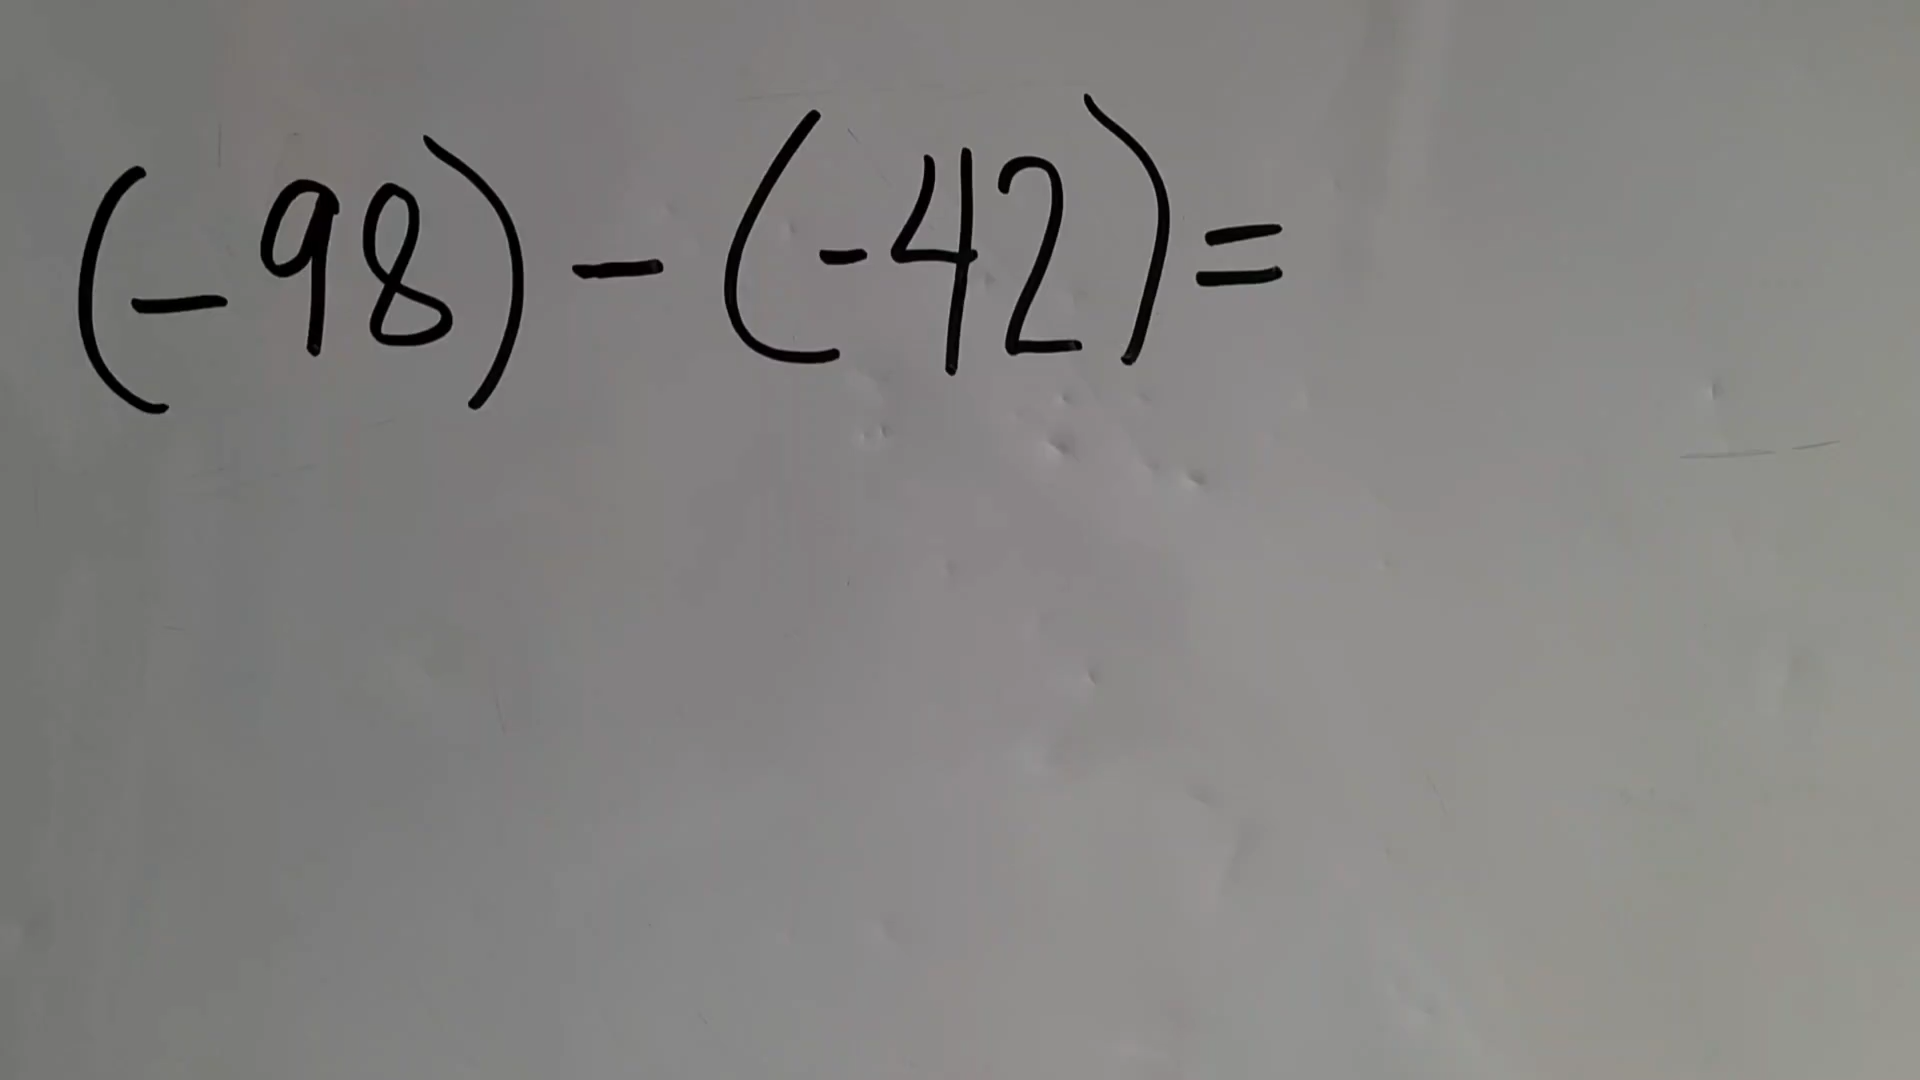 (-98) - (-42) =